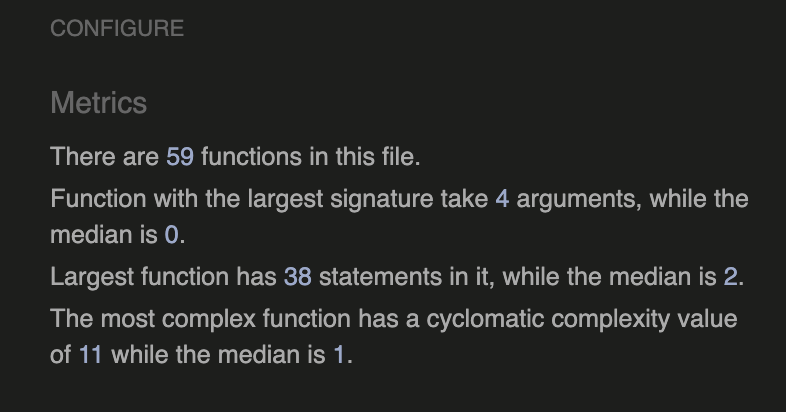 CONFIGURE
Metrics
There are 59 functions in this file.
Function with the largest signature take 4 arguments, while the
median is 0.
Largest function has 38 statements in it, while the median is 2.
The most complex function has a cyclomatic complexity value
of 11 while the median is 1.